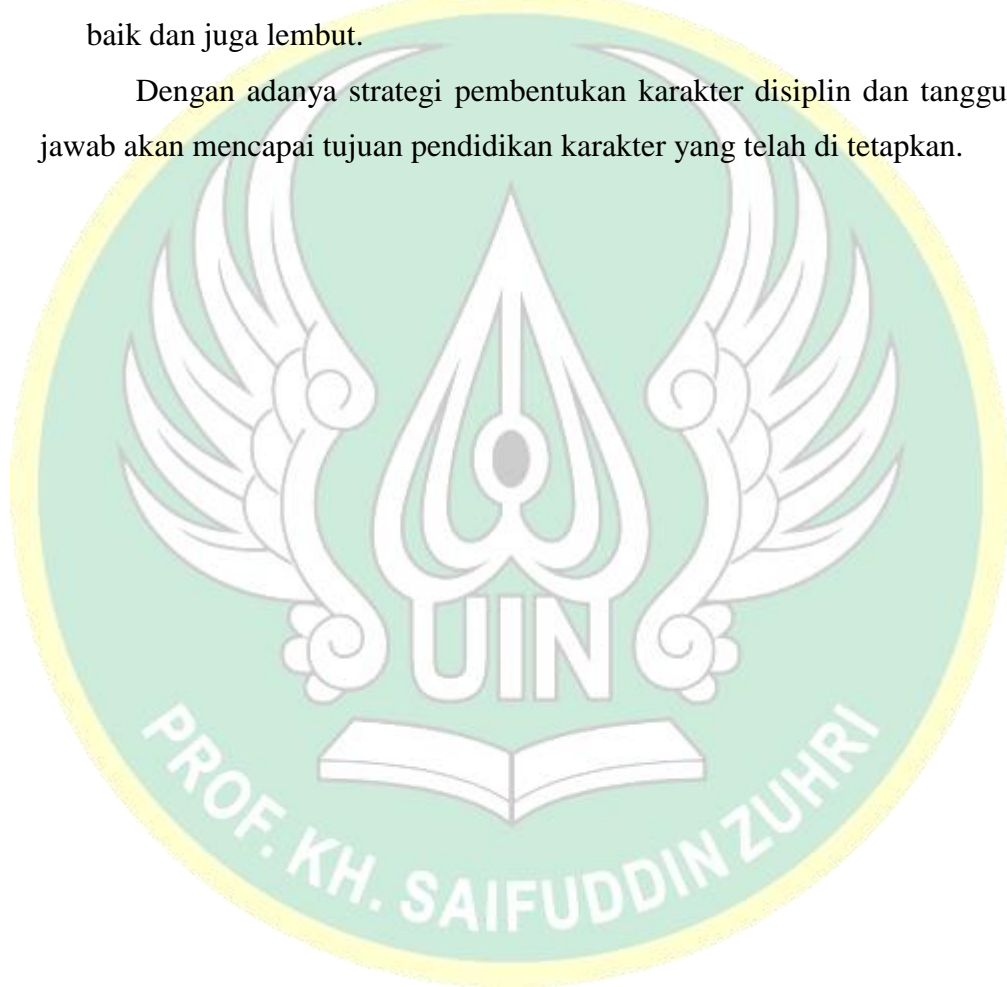 baik dan juga lembut.
Dengan adanya strategi pembentukan karakter disiplin dan tanggu
jawab akan mencapai tujuan pendidikan karakter yang telah di tetapkan.
UIN
PROF. KH. SAIFUDDIN ZUHRI